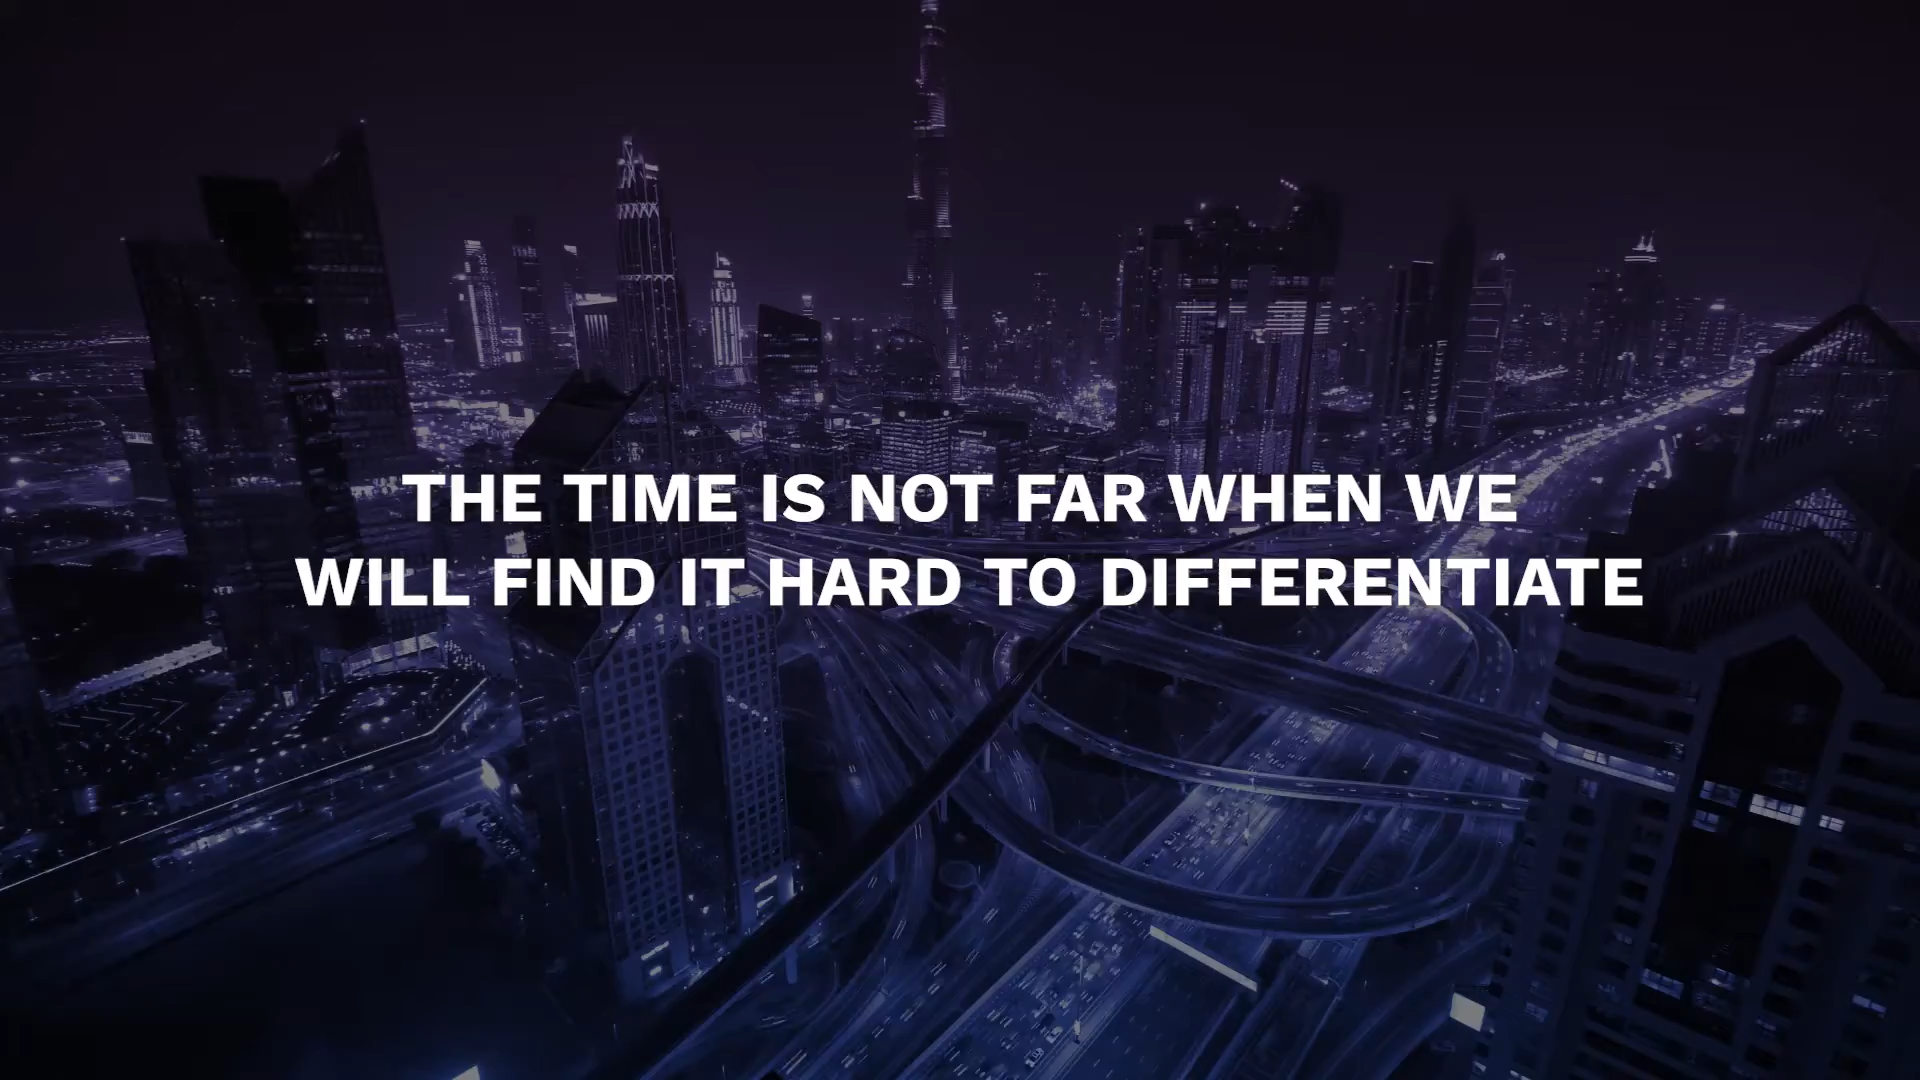 THE TIME IS NOT FAR WHEN WE
WILL FIND IT HARD TO DIFFERENTIATE